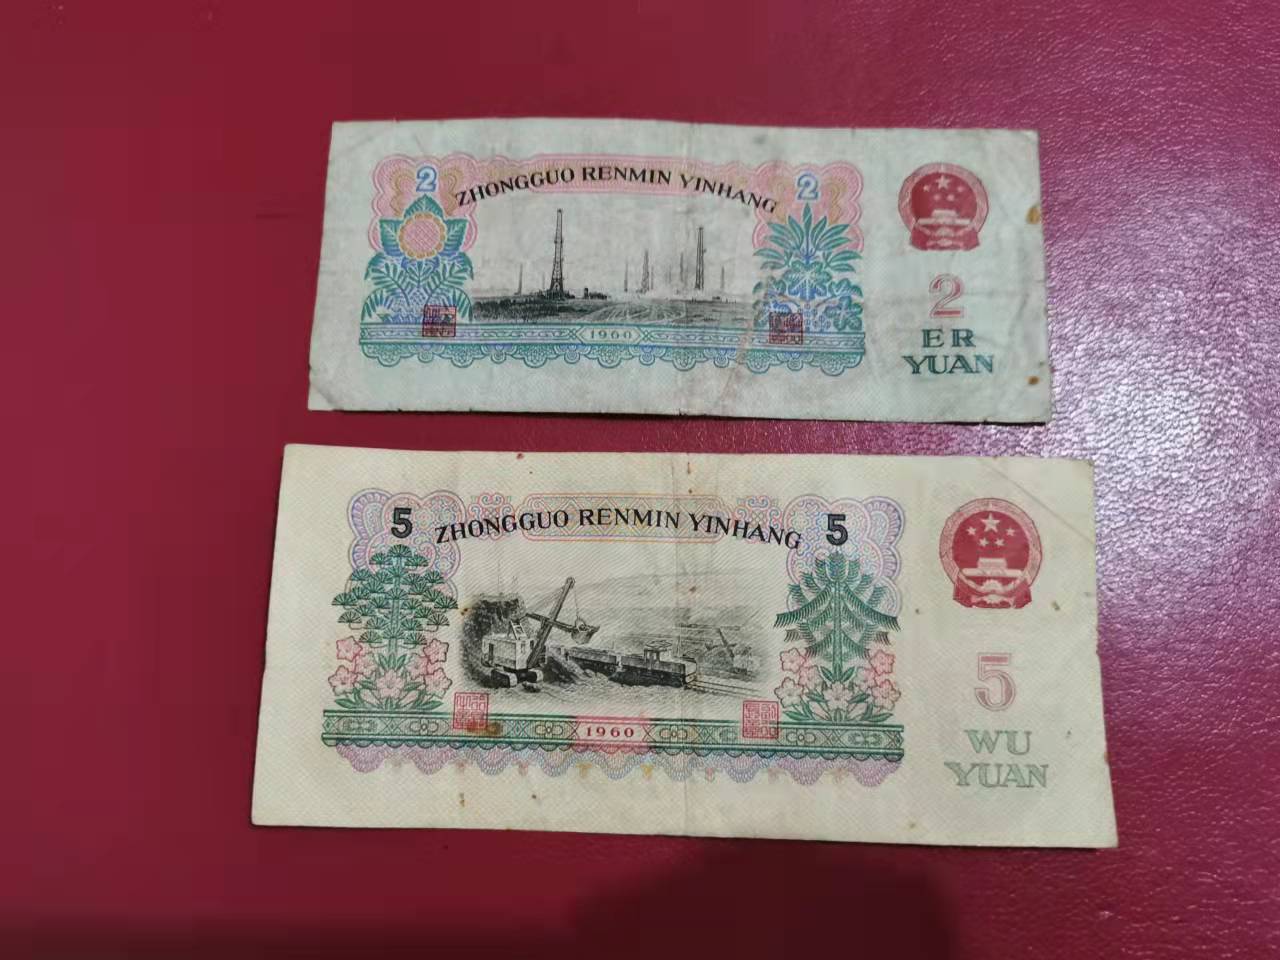 2 ZHONGGUO RENMIN YINHANG 2
2
ER
YUAN
1960
5 ZHONGGUO RENMIN YINHANG 5
5
WU
YUAN
1960